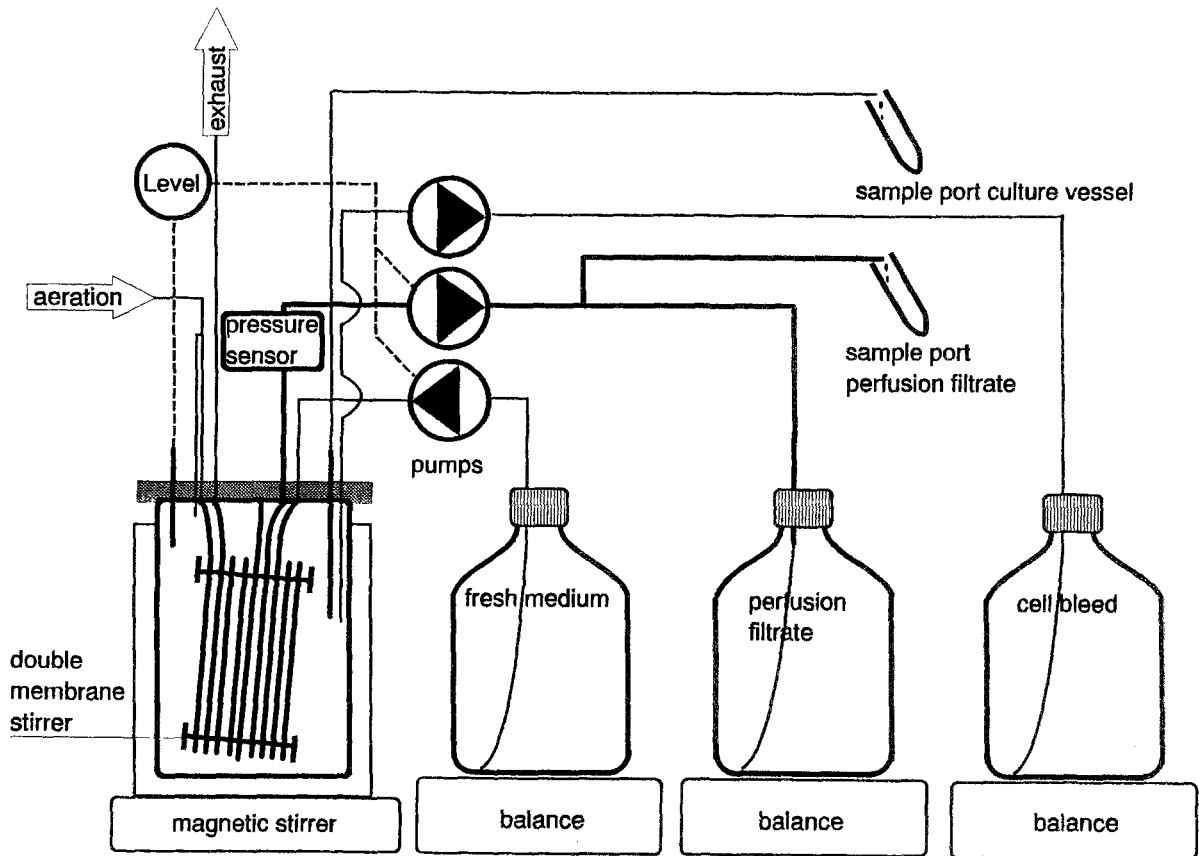 exhaust
Level
sample port culture vessel
aeration
pressure
sensor
sample port
perfusion filtrate
pumps
fresh medium
perfusion
filtrate
cell bleed
double
membrane
stirrer
magnetic stirrer
balance
balance
balance